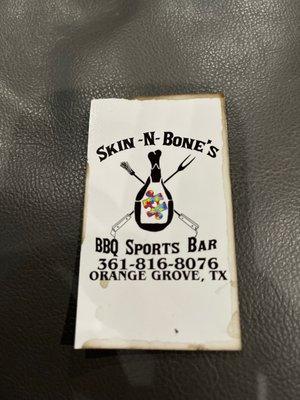 SKIN-N-BONE'S
BBQ SPORTS BAR
361-816-8076
ORANGE GROVE, TX